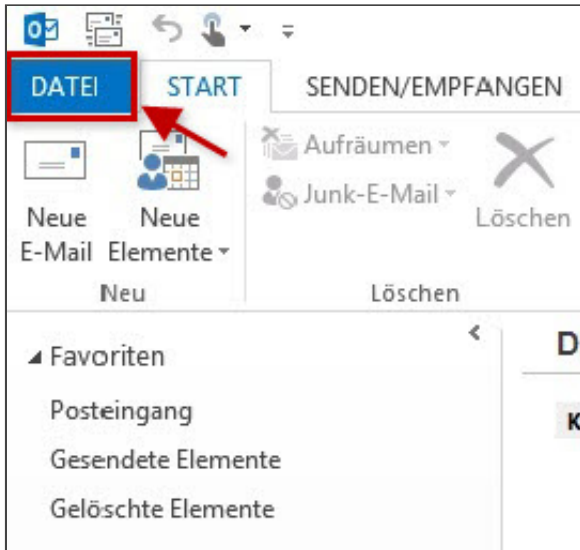 DATEI START SENDEN/EMPFANGEN
Aufräumen
Junk-E-Mail
Löschen
Neue E-Mail
Neue Elemente
Neu
Löschen
Favoriten
Posteingang
Gesendete Elemente
Gelöschte Elemente
D
K